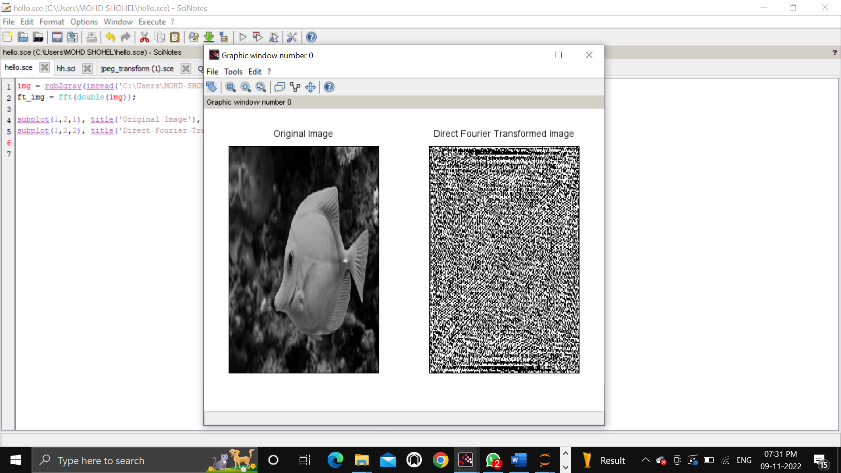 hello.sce (C:\Users\MOHD SHOHEL\hello.sce) - SciNotes
File Edit Format Options Window Execute ?
hello.sce (C:\Users\MOHD SHOHEL\hello.sce) - SciNotes
hello.sce hh.sci jpeg_transform (1).sce
1 img = rgb2gray(imread('C:\Users\MOHD-SHO
2 ft_img = fft(double(img));
3
4 subplot(1,2,1), title('Original-Image'),
5 subplot(1,2,2), title('Direct-Fourier-Tra
6
7
Graphic window number 0
File Tools Edit ?
Graphic window number 0
Original Image
Direct Fourier Transformed Image
Type here to search
Result
ENG
07:31 PM
09-11-2022
2
15